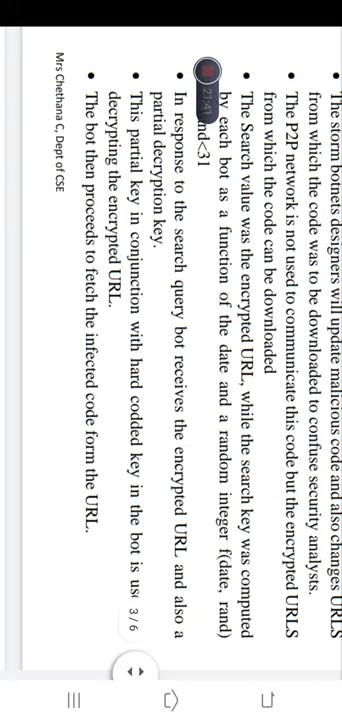 • The storm botnets designers will update malicious code and also changes URLS
from which the code was to be downloaded to confuse security analysts.
• The P2P network is not used to communicate this code but the encrypted URLS
from which the code can be downloaded
• The Search value was the encrypted URL, while the search key was computed
by each bot as a function of the date and a random integer f(date, rand)
21:41 nd<31
• In response to the search query bot receives the encrypted URL and also a
partial decryption key.
• This partial key in conjunction with hard codded key in the bot is
decrypting the encrypted URL.
• The bot then proceeds to fetch the infected code form the URL.
3 / 6
Mrs Chethana C, Dept of CSE